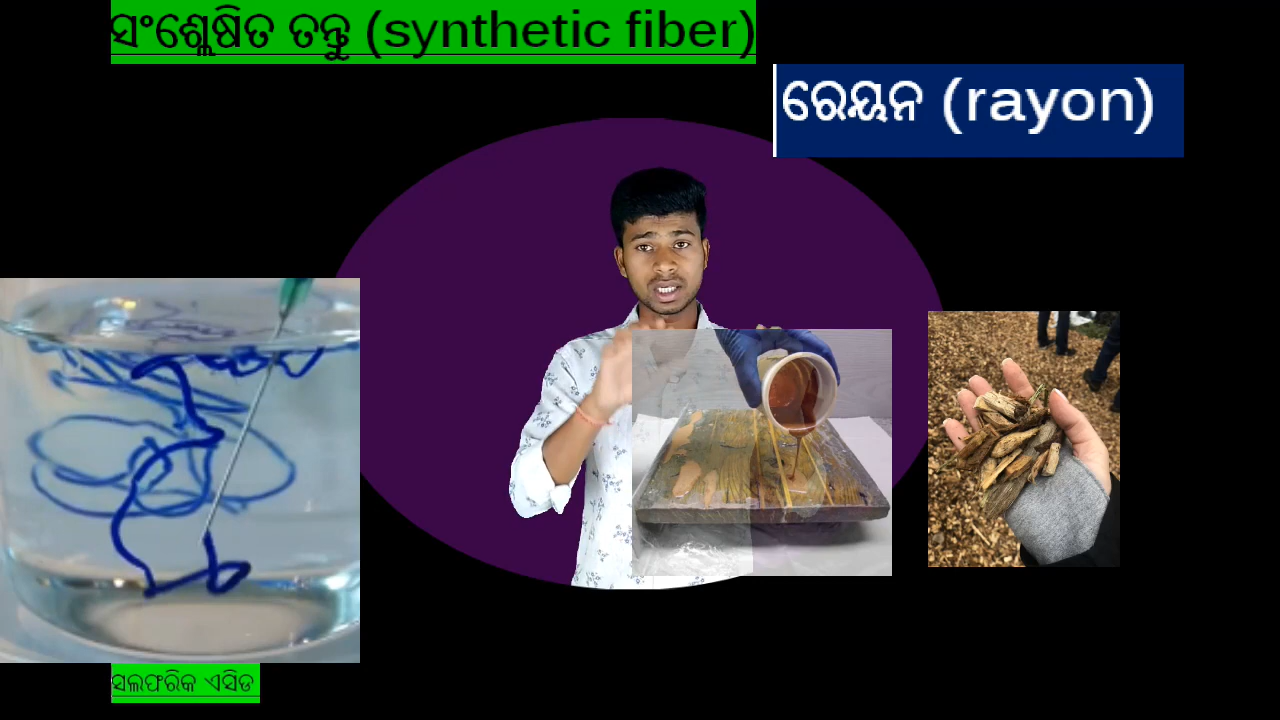 ସଂଶ୍ଳେଷିତ ତନ୍ତୁ (synthetic fiber)
ରେୟନ (rayon)
ସଲଫରିକ ଏସିଡ